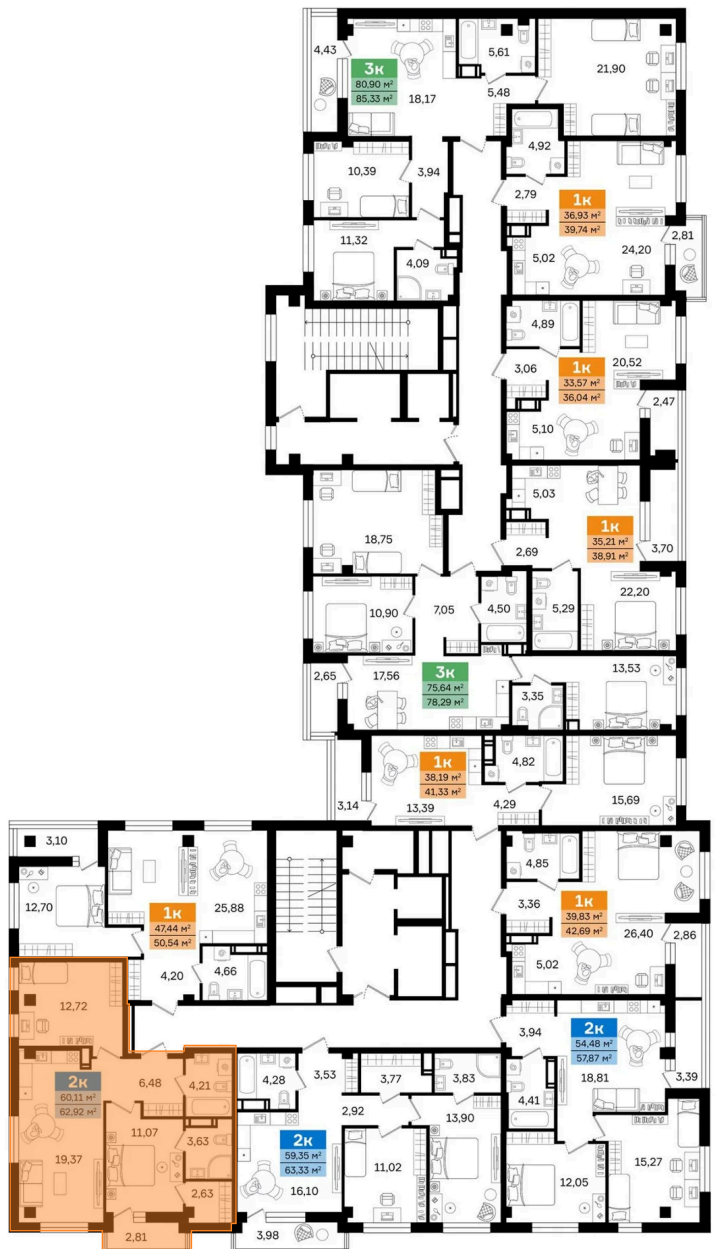 4,43
5,61
21,90
3к
80,90 м²
85,33 м²
18,17
5,48
4,92
10,39
3,94
2,79
1к
36,93 м²
39,74 м²
2,81
11,32
4,09
5,02
24,20
4,89
20,52
3,06
1к
33,57 м²
36,04 м²
2,47
5,10
5,03
18,75
1к
35,21 м²
38,91 м²
2,69
3,70
10,90
7,05
4,50
5,29
22,20
2,65
17,56
3к
75,64 м²
78,29 м²
3,35
13,53
1к
38,19 м²
41,33 м²
4,82
3,14
13,39
4,29
15,69
3,10
4,85
12,70
1к
47,44 м²
50,54 м²
25,88
3,36
1к
39,83 м²
42,69 м²
26,40
2,86
4,20
4,66
5,02
12,72
3,94
2к
54,48 м²
57,87 м²
18,81
3,39
2к
60,11 м²
62,92 м²
6,48
4,21
4,28
3,53
3,77
3,83
4,41
2,92
13,90
11,07
3,63
2к
59,35 м²
63,33 м²
16,10
11,02
15,27
19,37
2,63
12,05
2,81
3,98